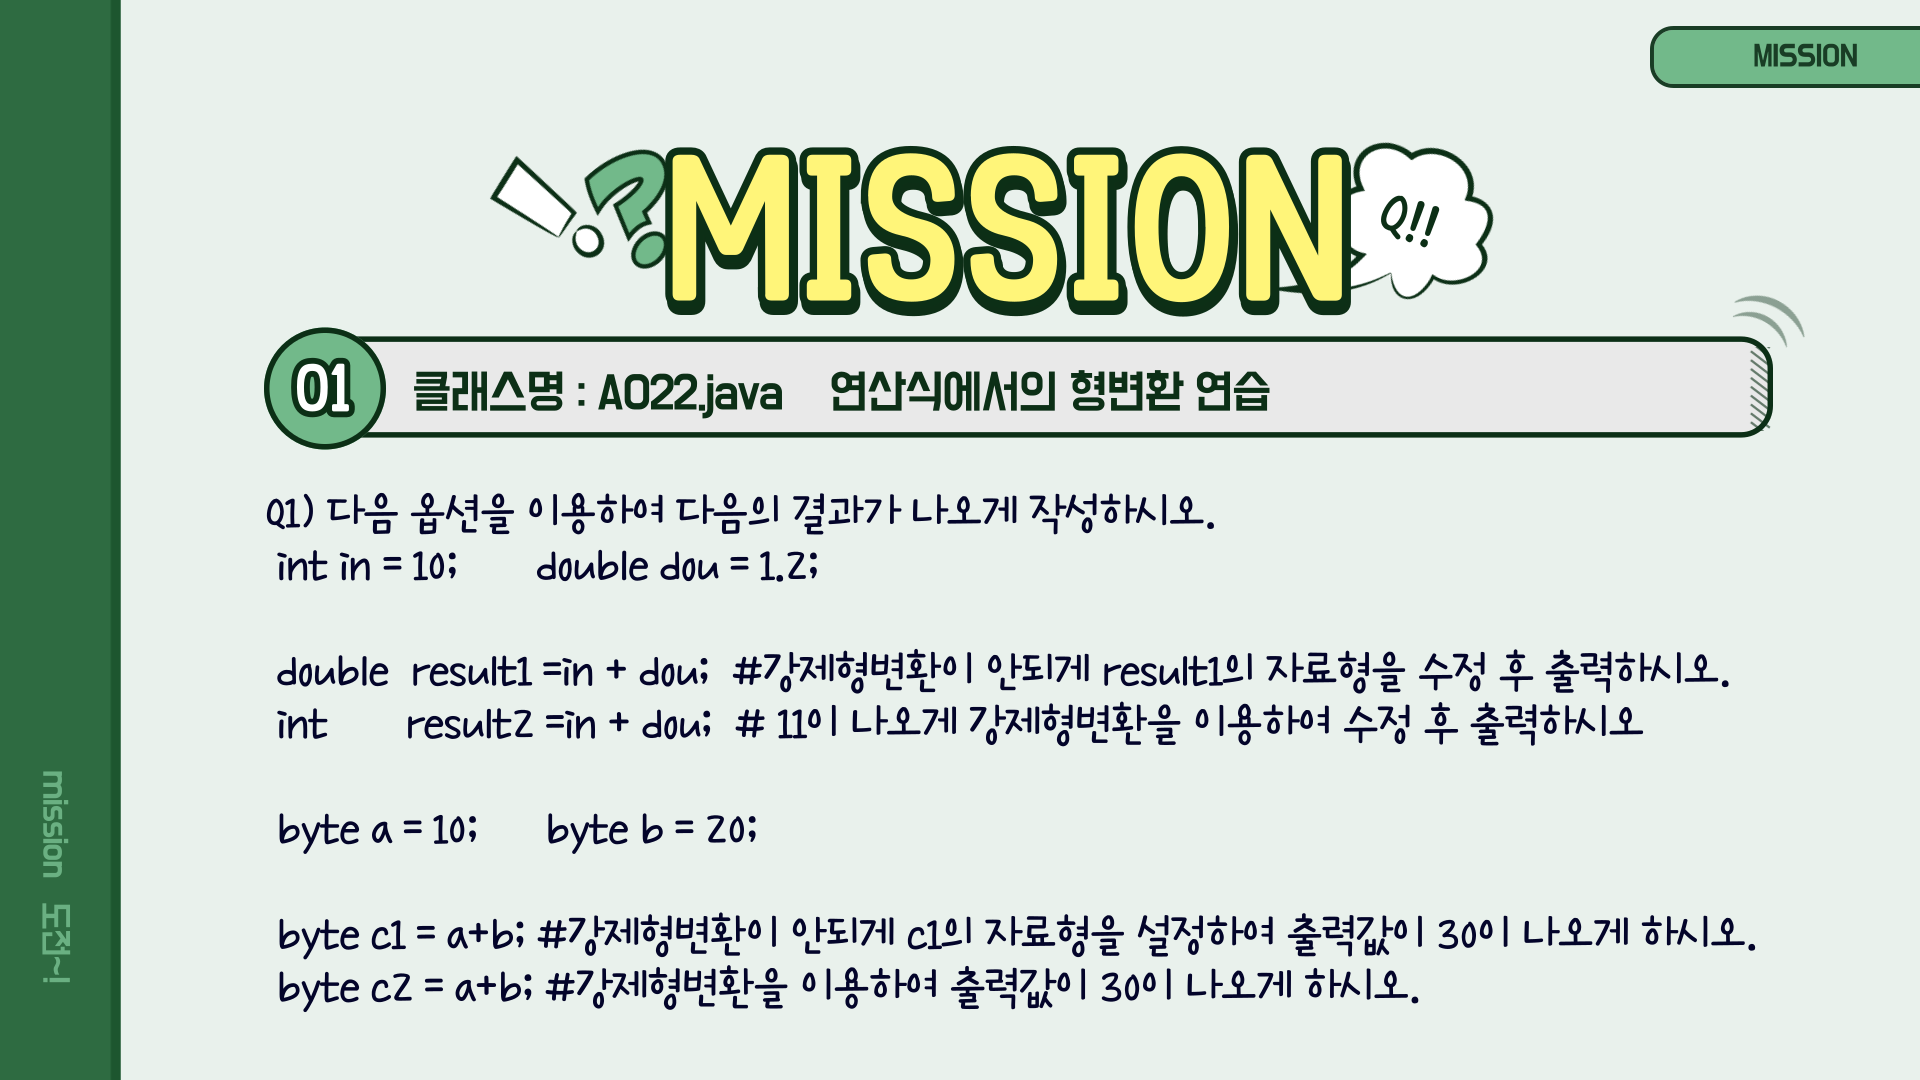 MISSION
!?MISSION Q!!
01 클래스명 : A022.java 연산식에서의 형변환 연습
Q1) 다음 옵션을 이용하여 다음의 결과가 나오게 작성하시오.
int in = 10; double dou = 1.2;
double result1 =in + dou; #강제형변환이 안되게 result1의 자료형을 수정 후 출력하시오.
int result2 =in + dou; # 11이 나오게 강제형변환을 이용하여 수정 후 출력하시오
byte a = 10; byte b = 20;
byte c1 = a+b; #강제형변환이 안되게 c1의 자료형을 설정하여 출력값이 30이 나오게 하시오.
byte c2 = a+b; #강제형변환을 이용하여 출력값이 30이 나오게 하시오.
mission 도전~!